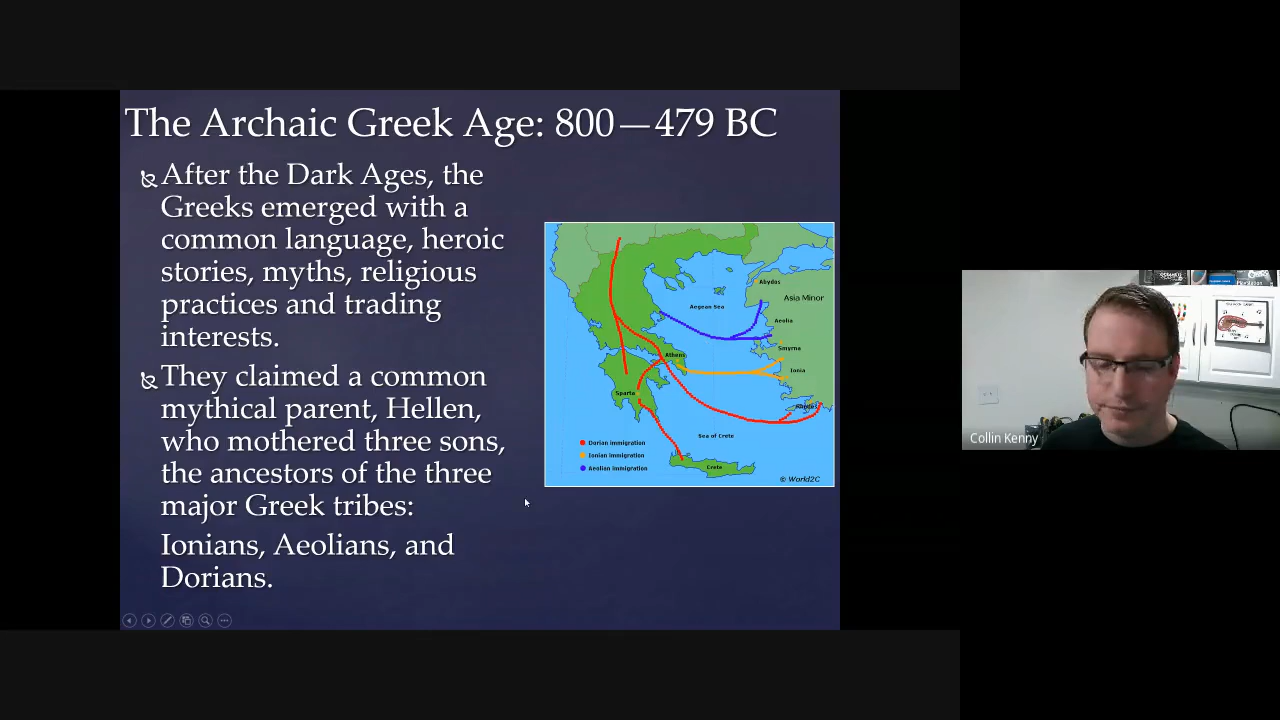 The Archaic Greek Age: 800—479 BC
After the Dark Ages, the
Greeks emerged with a
common language, heroic
stories, myths, religious
practices and trading
interests.
They claimed a common
mythical parent, Hellen,
who mothered three sons,
the ancestors of the three
major Greek tribes:
Ionians, Aeolians, and
Dorians.
Abydos
Asia Minor
Aegean Sea
Aeolia
Smyrna
Athens
Ionia
Sparta
Rhodes
Sea of Crete
Crete
Dorian immigration
Ionian immigration
Aeolian immigration
© World2C
Collin Kenny